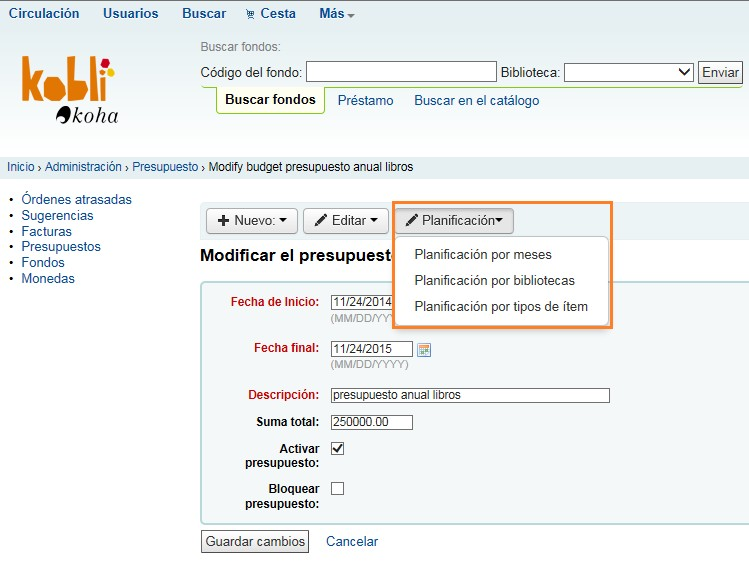 Circulación Usuarios Buscar Cesta Más
Buscar fondos:
Código del fondo: Biblioteca: Enviar
Buscar fondos Préstamo Buscar en el catálogo
kobli
koha
Inicio › Administración › Presupuesto › Modify budget presupuesto anual libros
• Órdenes atrasadas
• Sugerencias
• Facturas
• Presupuestos
• Fondos
• Monedas
+ Nuevo: Editar Planificación
Planificación por meses
Planificación por bibliotecas
Planificación por tipos de ítem
Modificar el presupuest
Fecha de Inicio: 11/24/2014
(MM/DD/YYY
Fecha final: 11/24/2015
(MM/DD/YYYY)
Descripción: presupuesto anual libros
Suma total: 250000.00
Activar
presupuesto:
Bloquear
presupuesto:
Guardar cambios Cancelar